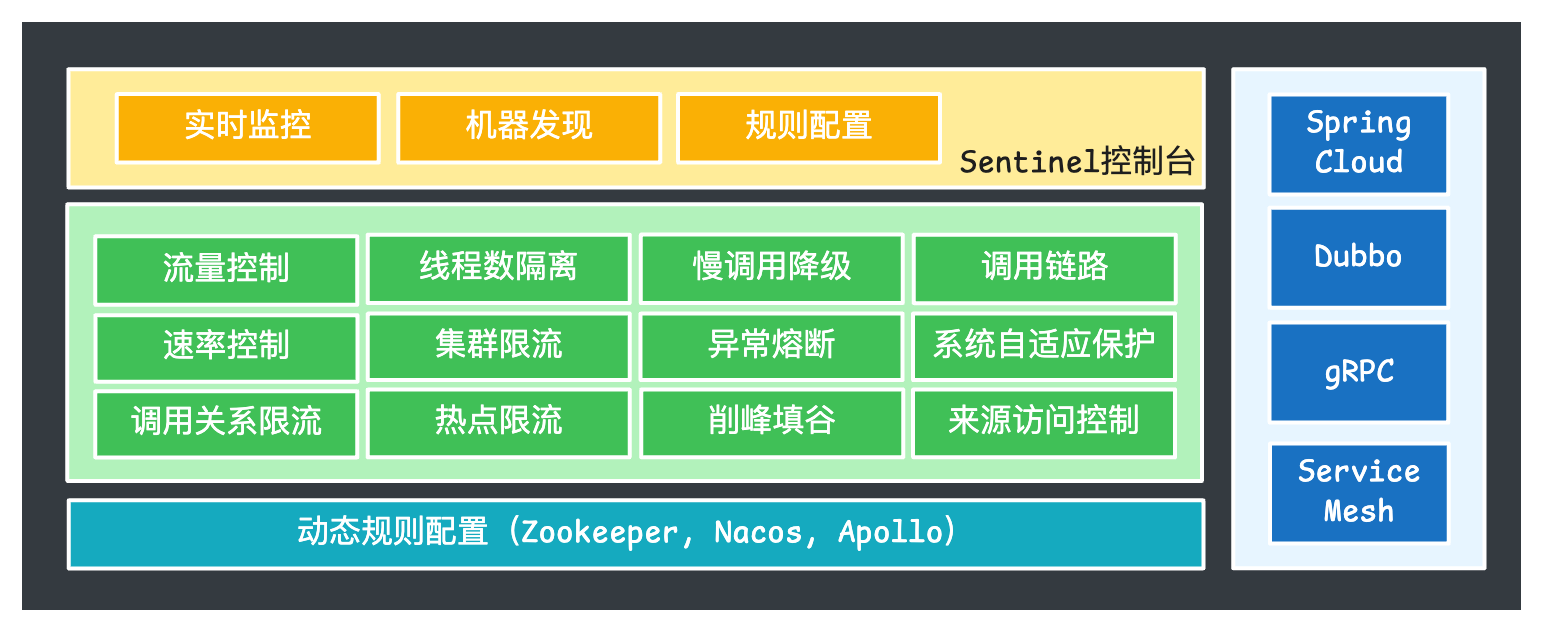 实时监控
机器发现
规则配置
Sentinel控制台
流量控制
线程数隔离
慢调用降级
调用链路
速率控制
集群限流
异常熔断
系统自适应保护
调用关系限流
热点限流
削峰填谷
来源访问控制
动态规则配置（Zookeeper, Nacos, Apollo）
Spring
Cloud
Dubbo
gRPC
Service
Mesh